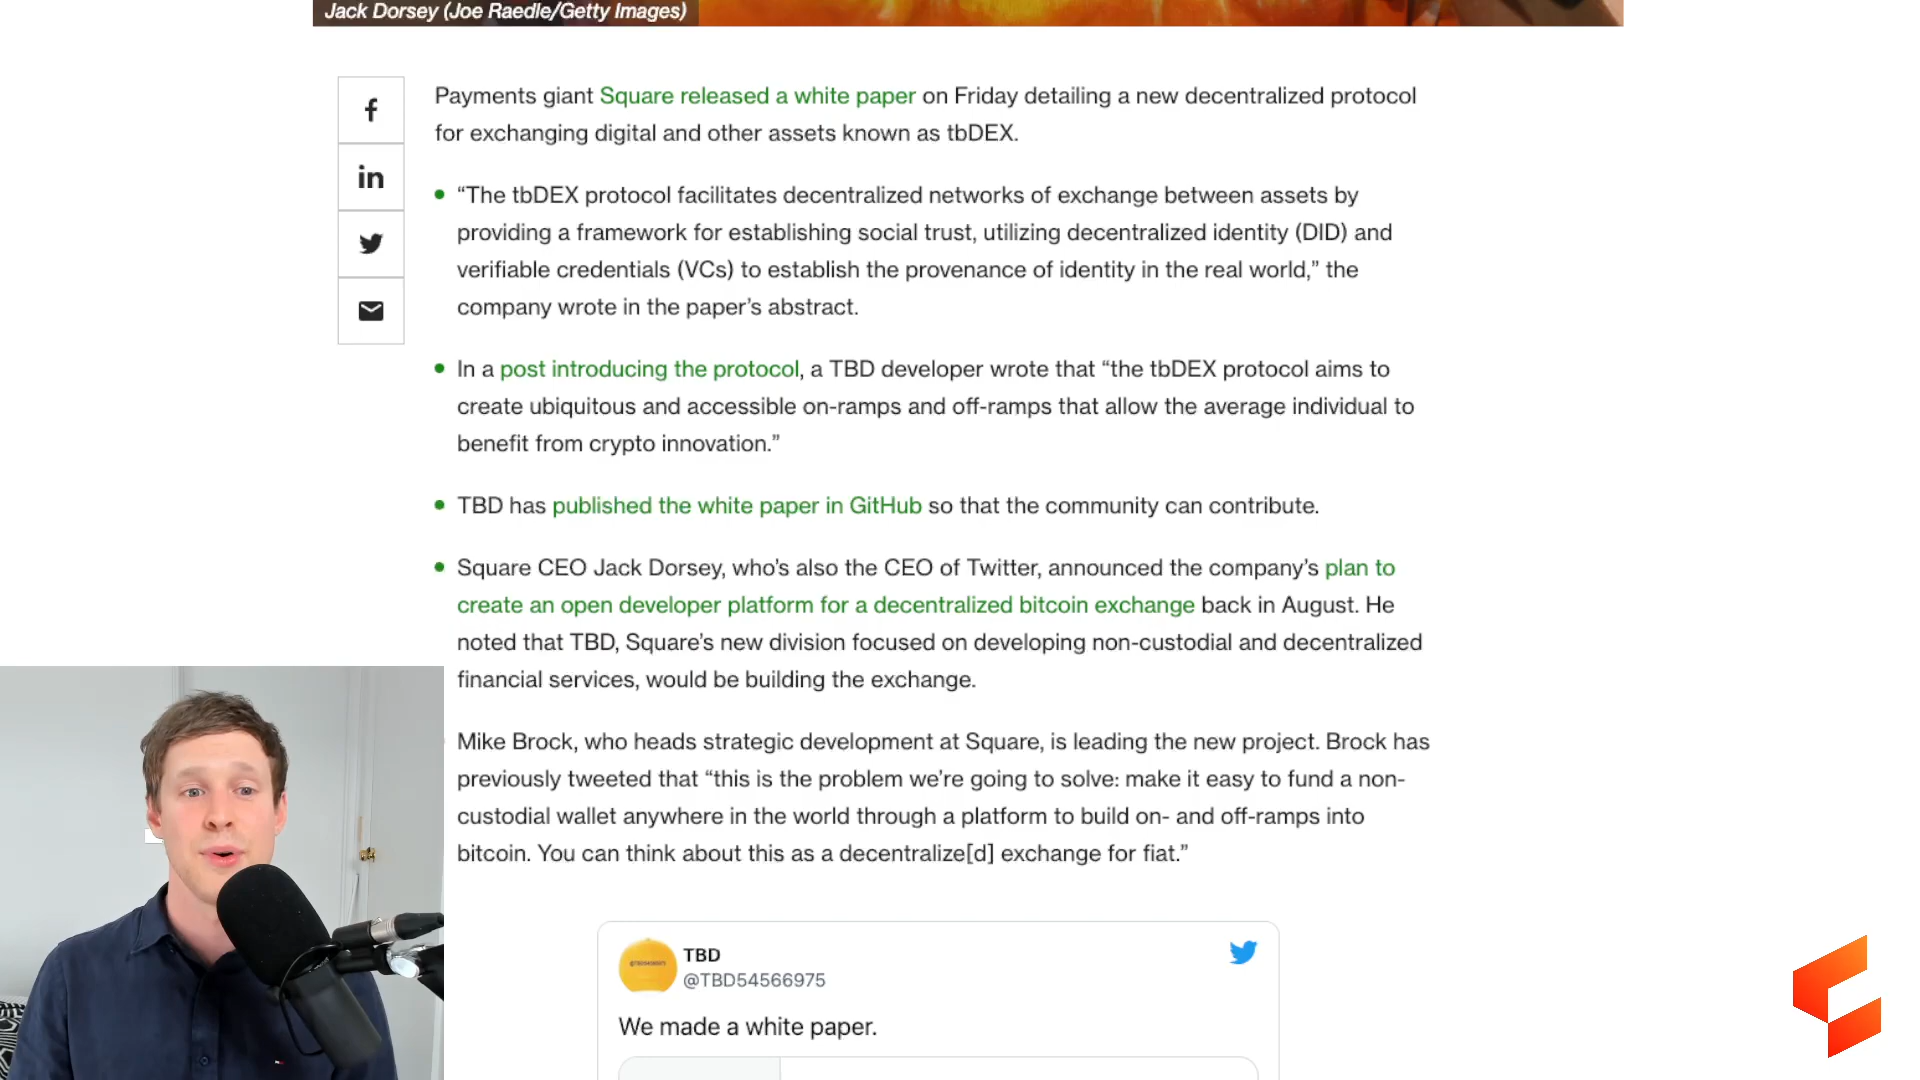 Jack Dorsey (Joe Raedle/Getty Images)
Payments giant Square released a white paper on Friday detailing a new decentralized protocol
for exchanging digital and other assets known as tbDEX.
“The tbDEX protocol facilitates decentralized networks of exchange between assets by
providing a framework for establishing social trust, utilizing decentralized identity (DID) and
verifiable credentials (VCs) to establish the provenance of identity in the real world,” the
company wrote in the paper’s abstract.
In a post introducing the protocol, a TBD developer wrote that “the tbDEX protocol aims to
create ubiquitous and accessible on-ramps and off-ramps that allow the average individual to
benefit from crypto innovation.”
TBD has published the white paper in GitHub so that the community can contribute.
Square CEO Jack Dorsey, who’s also the CEO of Twitter, announced the company’s plan to
create an open developer platform for a decentralized bitcoin exchange back in August. He
noted that TBD, Square’s new division focused on developing non-custodial and decentralized
financial services, would be building the exchange.
Mike Brock, who heads strategic development at Square, is leading the new project. Brock has
previously tweeted that “this is the problem we’re going to solve: make it easy to fund a non-
custodial wallet anywhere in the world through a platform to build on- and off-ramps into
bitcoin. You can think about this as a decentralize[d] exchange for fiat.”
TBD
@TBD54566975
We made a white paper.